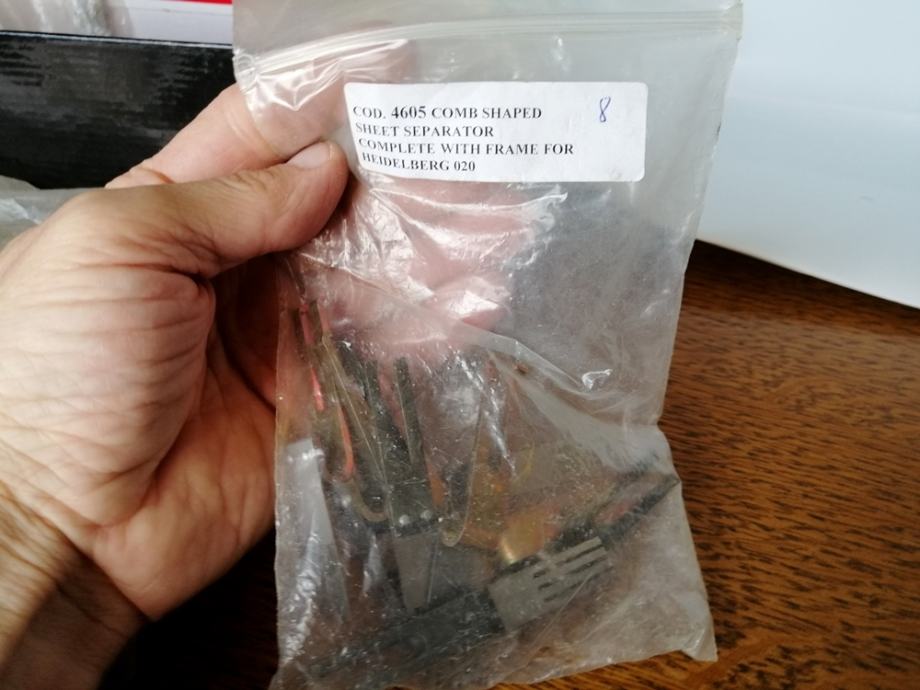 COD. 4605 COMB SHAPED 8
SHEET SEPARATOR
COMPLETE WITH FRAME FOR
HEIDELBERG 020